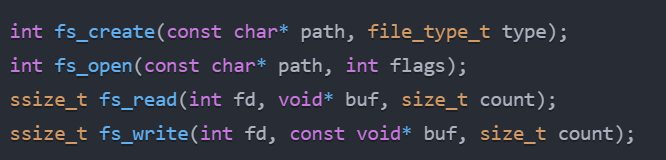 int fs_create(const char* path, file_type_t type);
int fs_open(const char* path, int flags);
ssize_t fs_read(int fd, void* buf, size_t count);
ssize_t fs_write(int fd, const void* buf, size_t count);